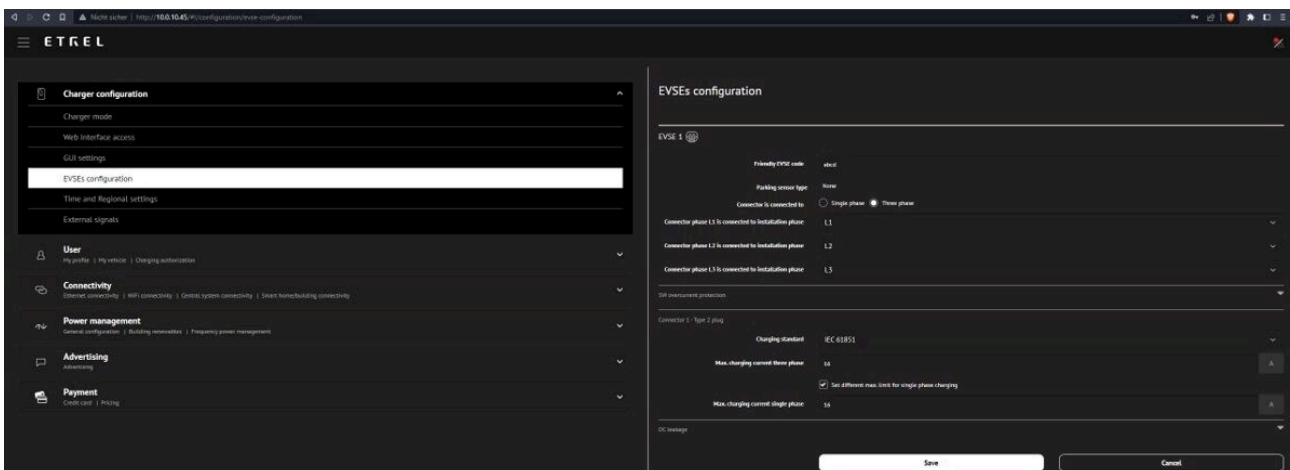 Nicht sicher | http://10.0.10.45/#/configuration/evse-configuration
ETREL
Charger configuration
Charger mode
Web interface access
GUI settings
EVSEs configuration
Time and Regional settings
External signals
User
My profile | My vehicle | Charging authorization
Connectivity
Ethernet connectivity | WiFi connectivity | Central system connectivity | Smart home/building connectivity
Power management
General configuration | Building renewables | Frequency power management
Advertising
Advertising
Payment
Credit card | Pricing
EVSEs configuration
EVSE 1
Friendly EVSE code abcd
Parking sensor type None
Connector is connected to Single phase Three phase
Connector phase L1 is connected to installation phase L1
Connector phase L2 is connected to installation phase L2
Connector phase L3 is connected to installation phase L3
SW overcurrent protection
Connector 1 - Type 2 plug
Charging standard IEC 61851
Max. charging current three phase A
Set different max. limit for single phase charging
Max. charging current single phase 16 A
DC leakage
Save Cancel